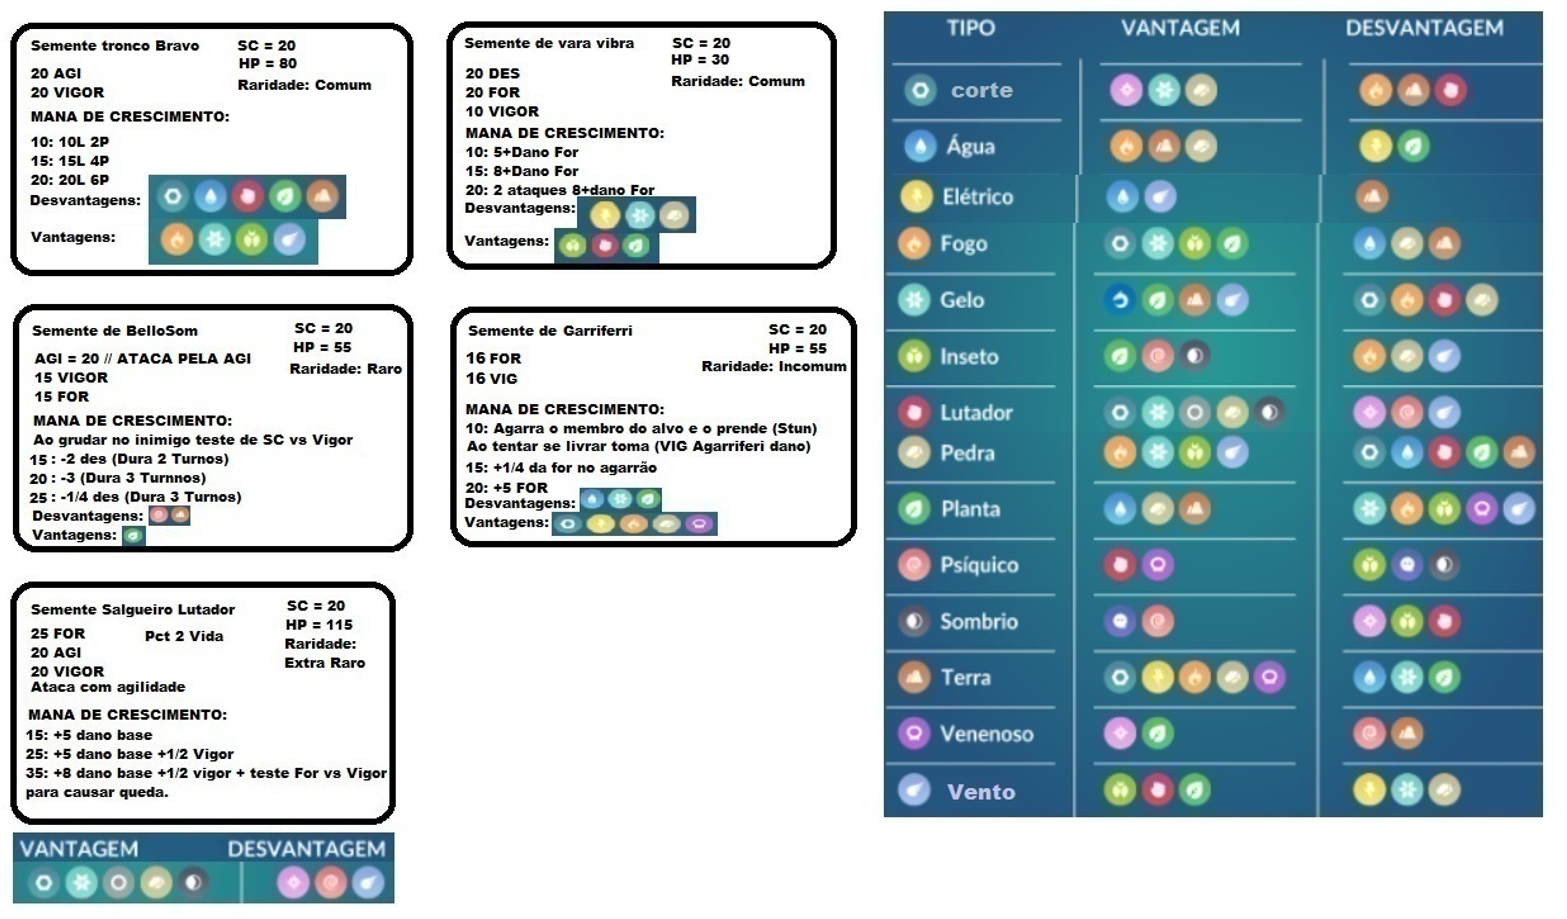 Semente tronco Bravo
SC = 20
HP = 80
Raridade: Comum
20 AGI
20 VIGOR
MANA DE CRESCIMENTO:
10: 10L 2P
15: 15L 4P
20: 20L 6P
Desvantagens:
Vantagens:
Semente de vara vibra
SC = 20
HP = 30
Raridade: Comum
20 DES
20 FOR
10 VIGOR
MANA DE CRESCIMENTO:
10: 5+Dano For
15: 8+Dano For
20: 2 ataques 8+dano For
Desvantagens:
Vantagens:
Semente de BelloSom
SC = 20
HP = 55
Raridade: Raro
AGI = 20 // ATACA PELA AGI
15 VIGOR
15 FOR
MANA DE CRESCIMENTO:
Ao grudar no inimigo teste de SC vs Vigor
15 : -2 des (Dura 2 Turnos)
20 : -3 (Dura 3 Turnnos)
25 : -1/4 des (Dura 3 Turnos)
Desvantagens:
Vantagens:
Semente de Garriferri
SC = 20
HP = 55
Raridade: Incomum
16 FOR
16 VIG
MANA DE CRESCIMENTO:
10: Agarra o membro do alvo e o prende (Stun)
Ao tentar se livrar toma (VIG Agarriferi dano)
15: +1/4 da for no agarrão
20: +5 FOR
Desvantagens:
Vantagens:
Semente Salgueiro Lutador
SC = 20
HP = 115
Raridade:
Extra Raro
25 FOR
Pct 2 Vida
20 AGI
20 VIGOR
Ataca com agilidade
MANA DE CRESCIMENTO:
15: +5 dano base
25: +5 dano base +1/2 Vigor
35: +8 dano base +1/2 vigor + teste For vs Vigor
para causar queda.
VANTAGEM DESVANTAGEM
TIPO VANTAGEM DESVANTAGEM
corte
Água
Elétrico
Fogo
Gelo
Inseto
Lutador
Pedra
Planta
Psíquico
Sombrio
Terra
Venenoso
Vento